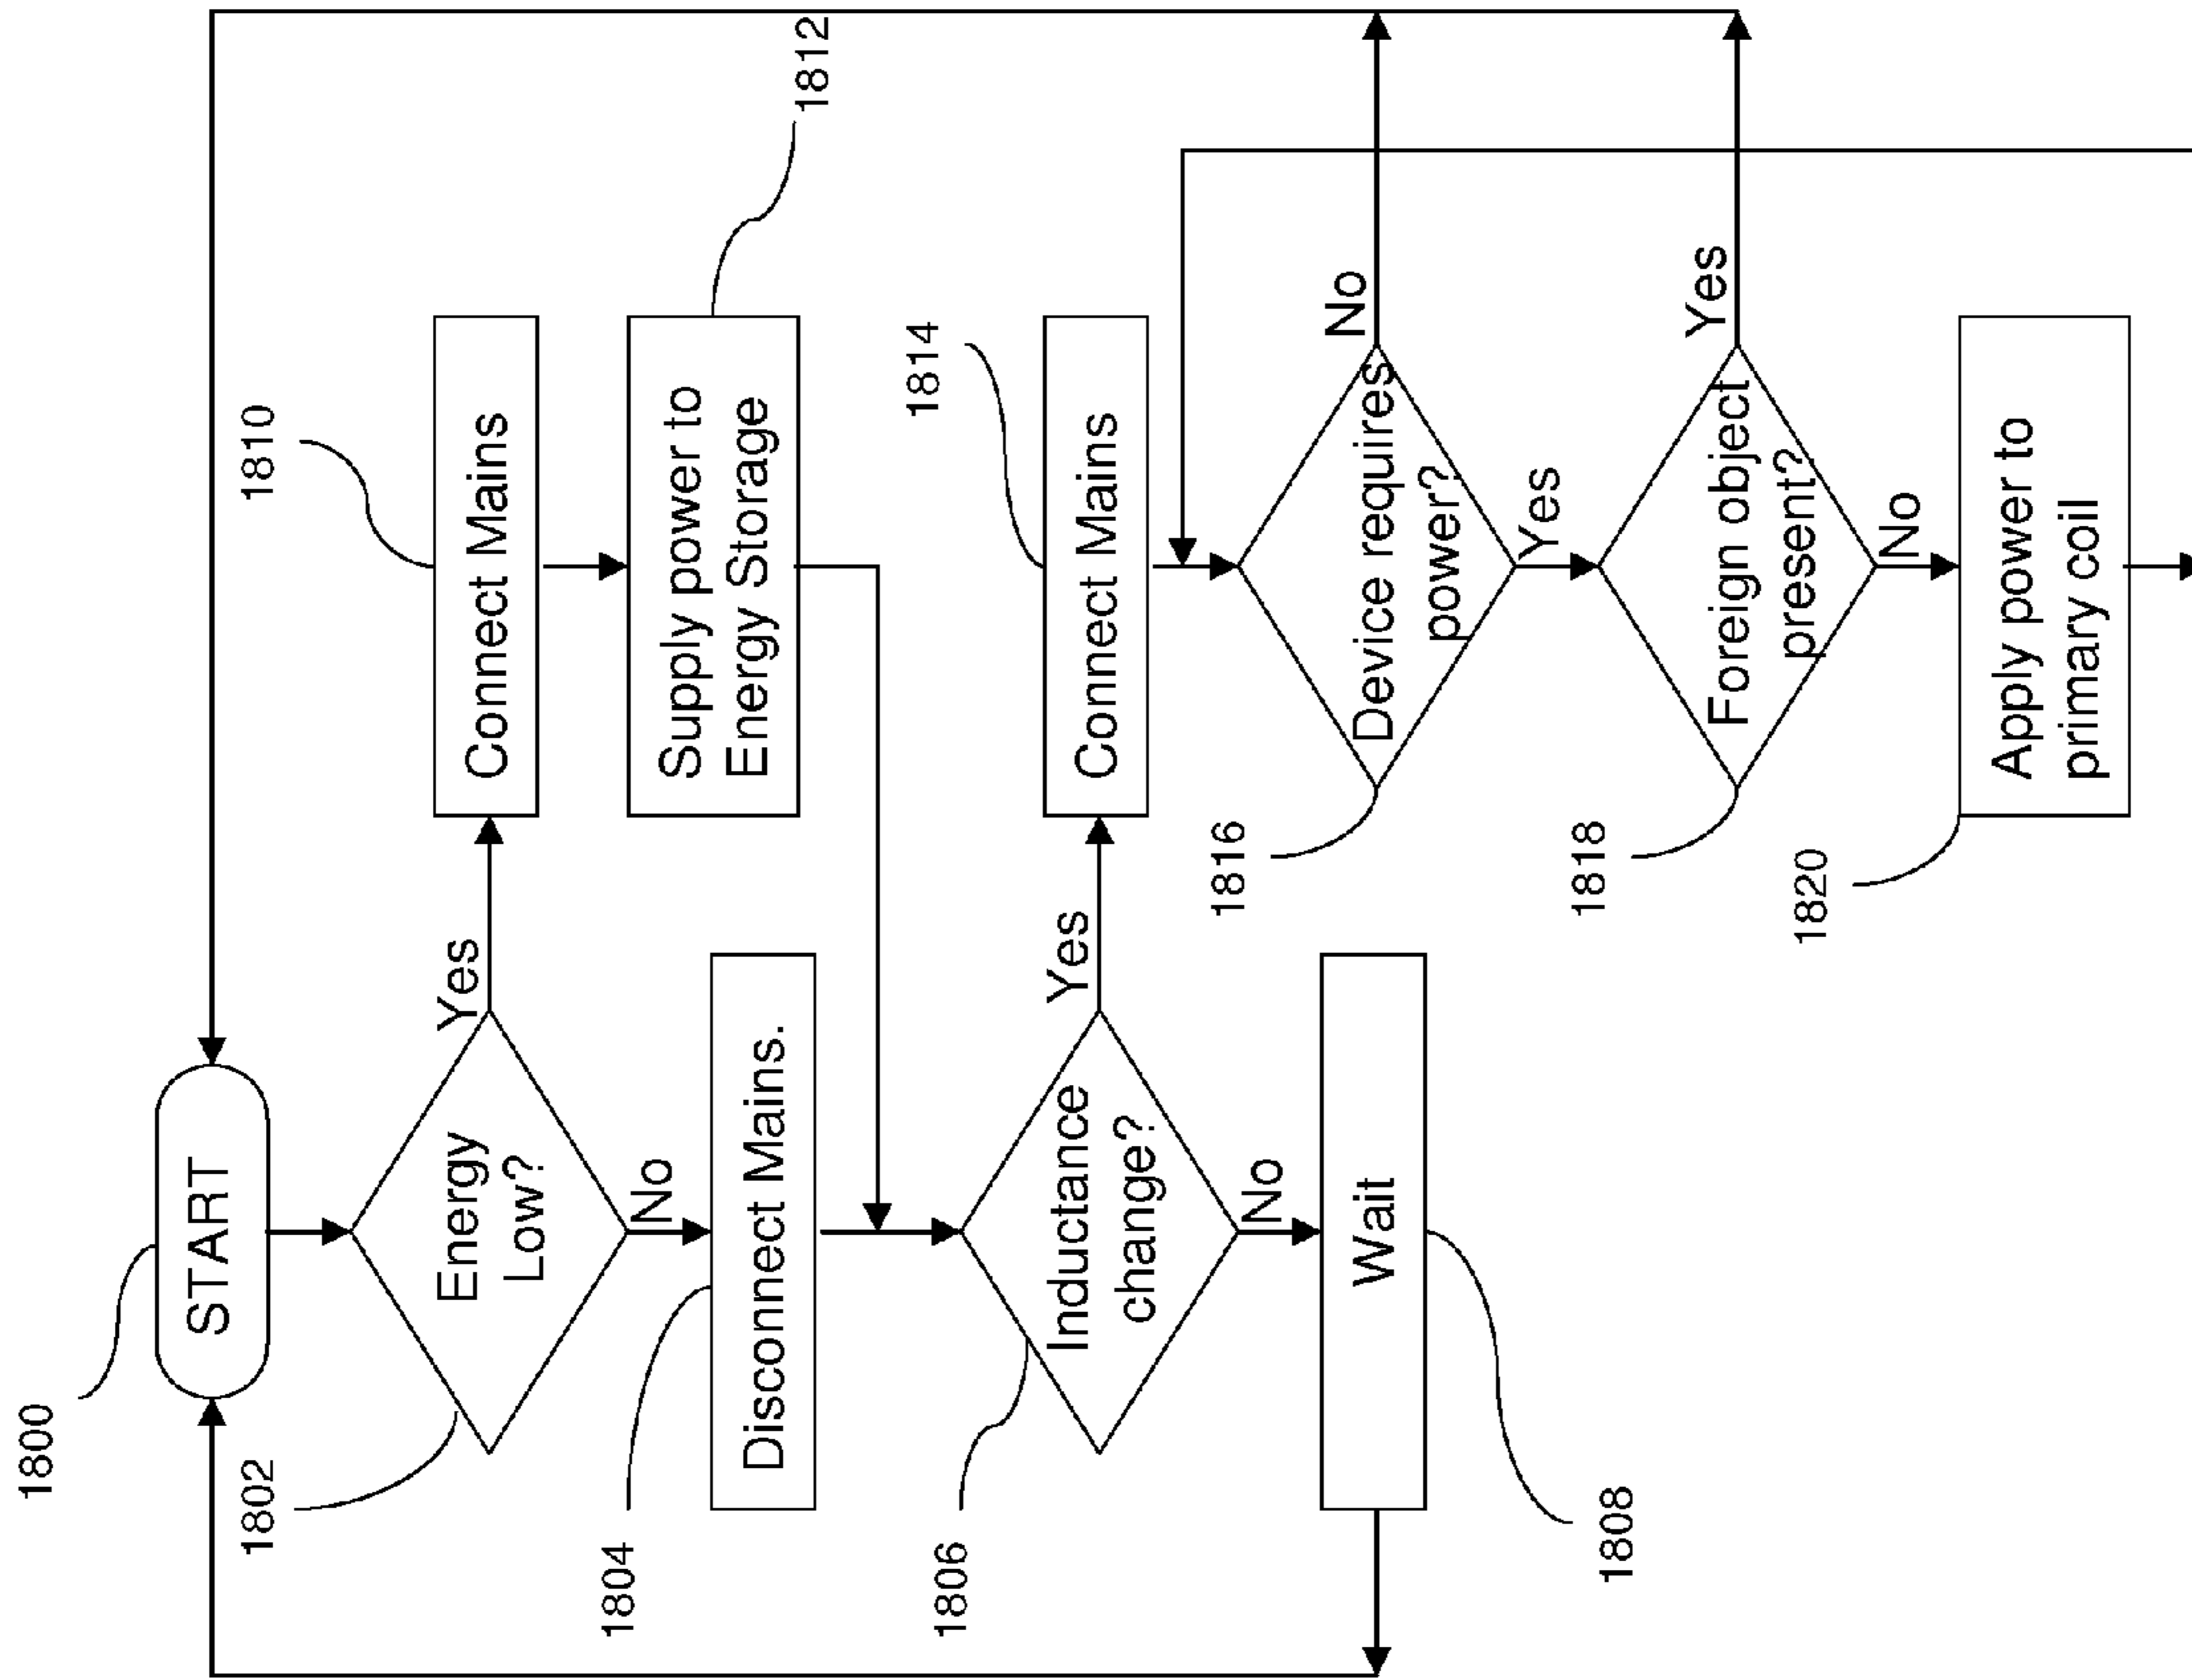 1800
START
1802
Energy
Low?
Yes
No
1810
Connect Mains
1804
Disconnect Mains.
Supply power to
Energy Storage
1812
1806
Inductance
change?
Yes
No
1814
Connect Mains
1808
Wait
1816
Device requires
power?
No
Yes
1818
Foreign object
present?
Yes
No
1820
Apply power to
primary coil